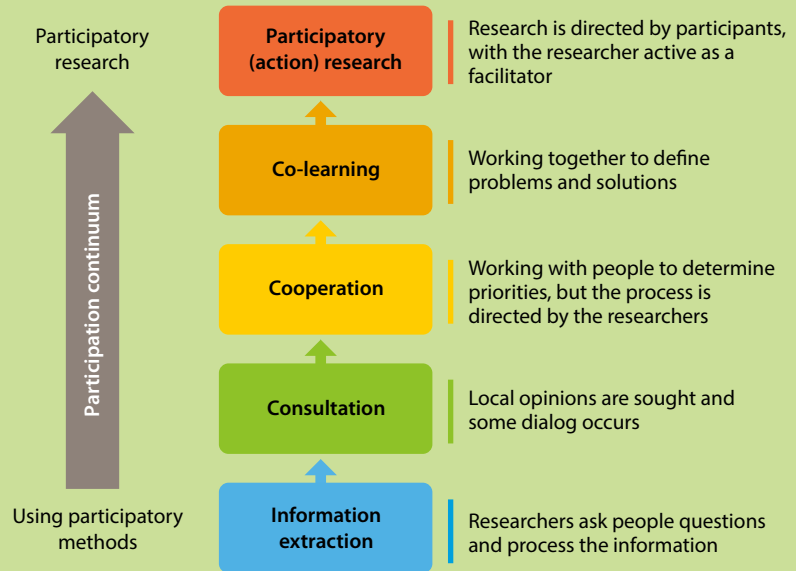 Participatory
research
Participatory
(action) research
Research is directed by participants,
with the researcher active as a
facilitator
Co-learning
Working together to define
problems and solutions
Participation continuum
Cooperation
Working with people to determine
priorities, but the process is
directed by the researchers
Consultation
Local opinions are sought and
some dialog occurs
Using participatory
methods
Information
extraction
Researchers ask people questions
and process the information